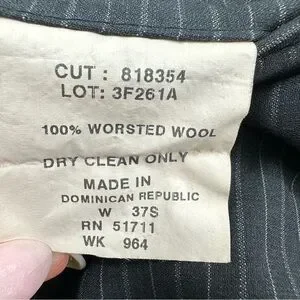 CUT : 818354
LOT: 3F261A
100% WORSTED WOOL
DRY CLEAN ONLY
MADE IN
DOMINICAN REPUBLIC
W 37S
RN 51711
WK 964